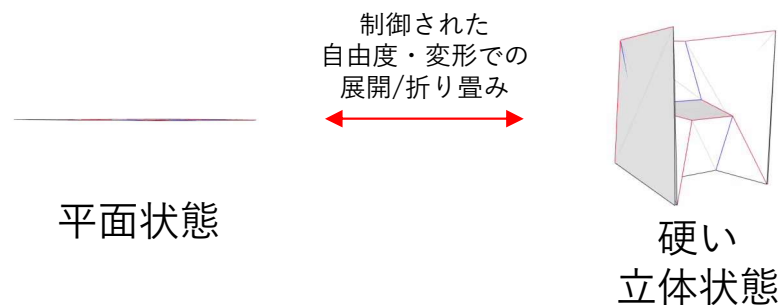 制御された
自由度・変形での
展開/折り畳み
平面状態
硬い
立体状態